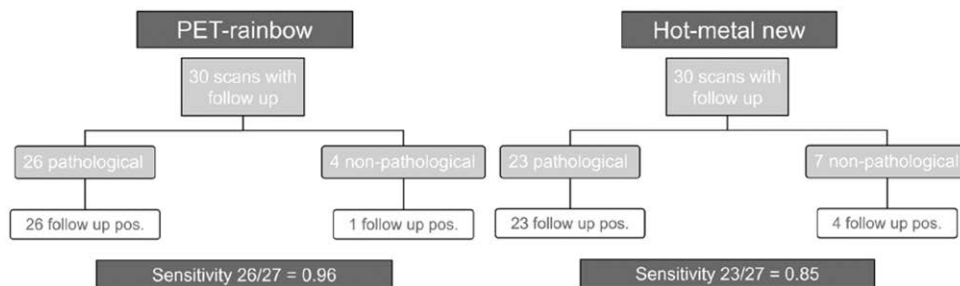 PET-rainbow
30 scans with
follow up
26 pathological
4 non-pathological
26 follow up pos.
1 follow up pos.
Sensitivity 26/27 = 0.96
Hot-metal new
30 scans with
follow up
23 pathological
7 non-pathological
23 follow up pos.
4 follow up pos.
Sensitivity 23/27 = 0.85